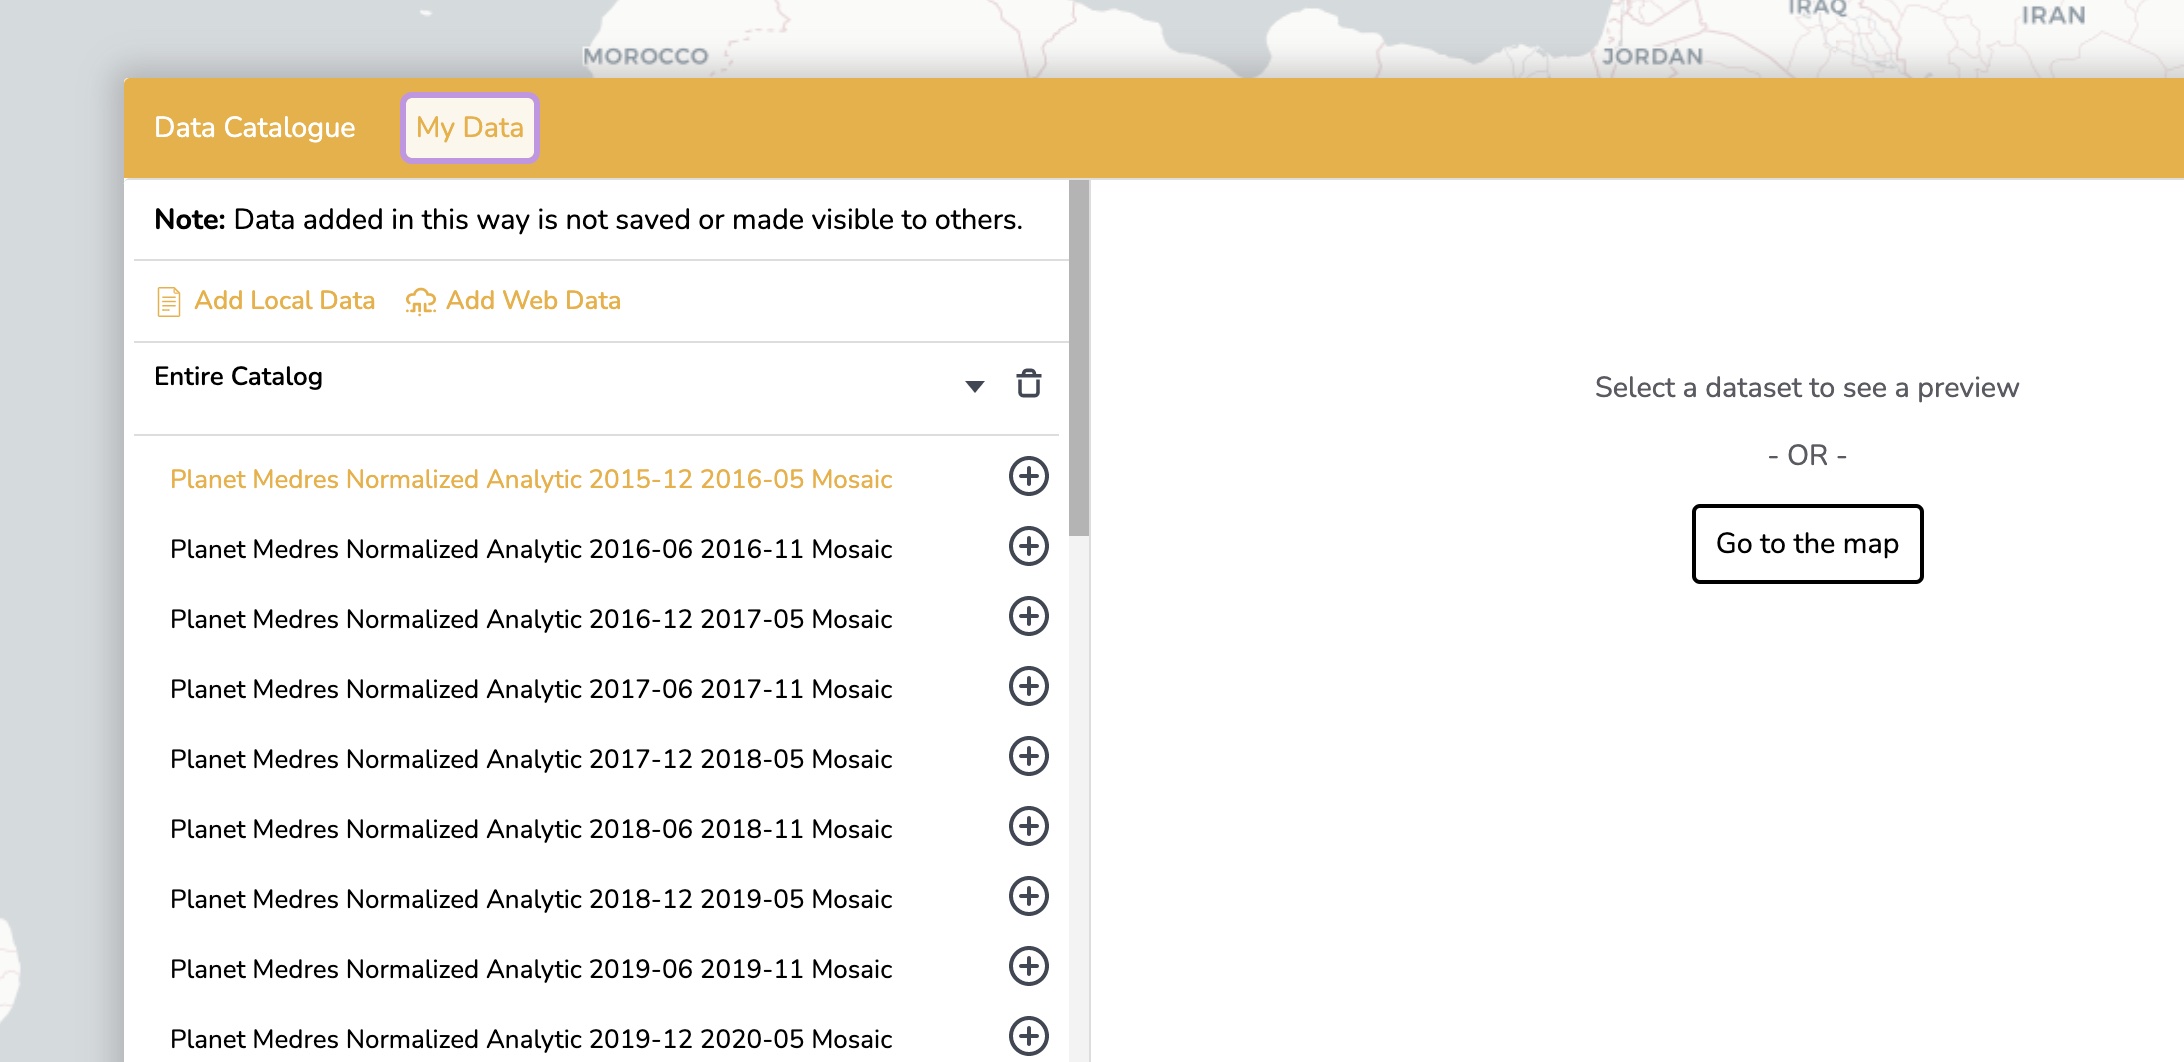 MOROCCO
JORDAN
IRAQ
IRAN
Data Catalogue
My Data
Note: Data added in this way is not saved or made visible to others.
Add Local Data
Add Web Data
Entire Catalog
Planet Medres Normalized Analytic 2015-12 2016-05 Mosaic
Planet Medres Normalized Analytic 2016-06 2016-11 Mosaic
Planet Medres Normalized Analytic 2016-12 2017-05 Mosaic
Planet Medres Normalized Analytic 2017-06 2017-11 Mosaic
Planet Medres Normalized Analytic 2017-12 2018-05 Mosaic
Planet Medres Normalized Analytic 2018-06 2018-11 Mosaic
Planet Medres Normalized Analytic 2018-12 2019-05 Mosaic
Planet Medres Normalized Analytic 2019-06 2019-11 Mosaic
Planet Medres Normalized Analytic 2019-12 2020-05 Mosaic
Select a dataset to see a preview
- OR -
Go to the map